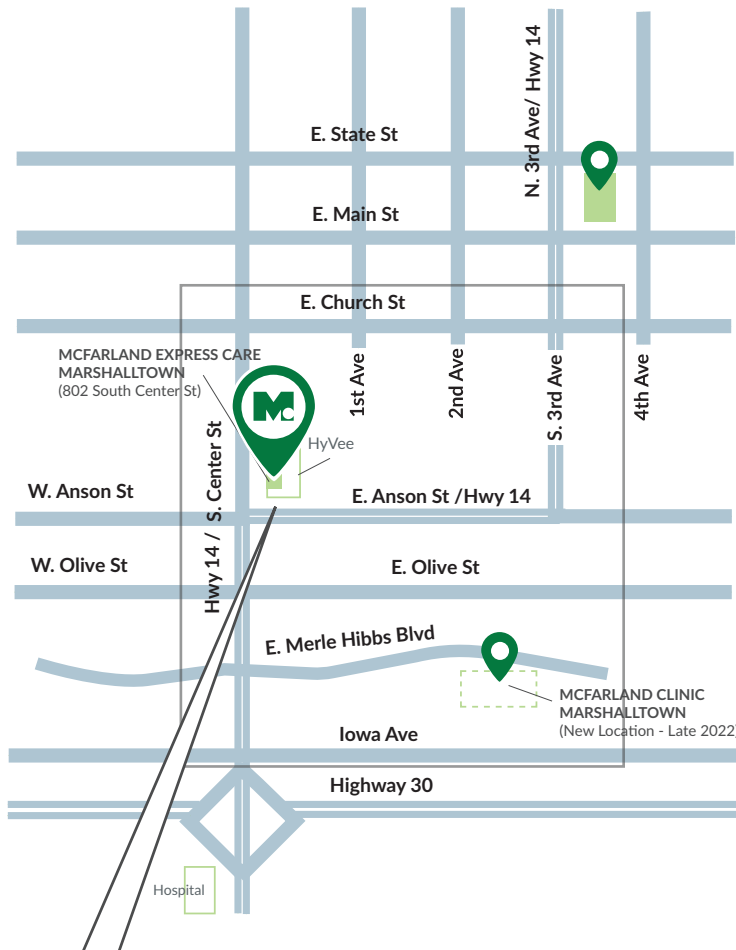 N. 3rd Ave/ Hwy 14
E. State St
E. Main St
E. Church St
MCFARLAND EXPRESS CARE
MARSHALLTOWN
(802 South Center St)
M.
1st Ave
2nd Ave
S. 3rd Ave
4th Ave
HyVee
Hwy 14 / S. Center St
W. Anson St
E. Anson St /Hwy 14
W. Olive St
E. Olive St
E. Merle Hibbs Blvd
MCFARLAND CLINIC
MARSHALLTOWN
(New Location - Late 2022)
Iowa Ave
Highway 30
Hospital